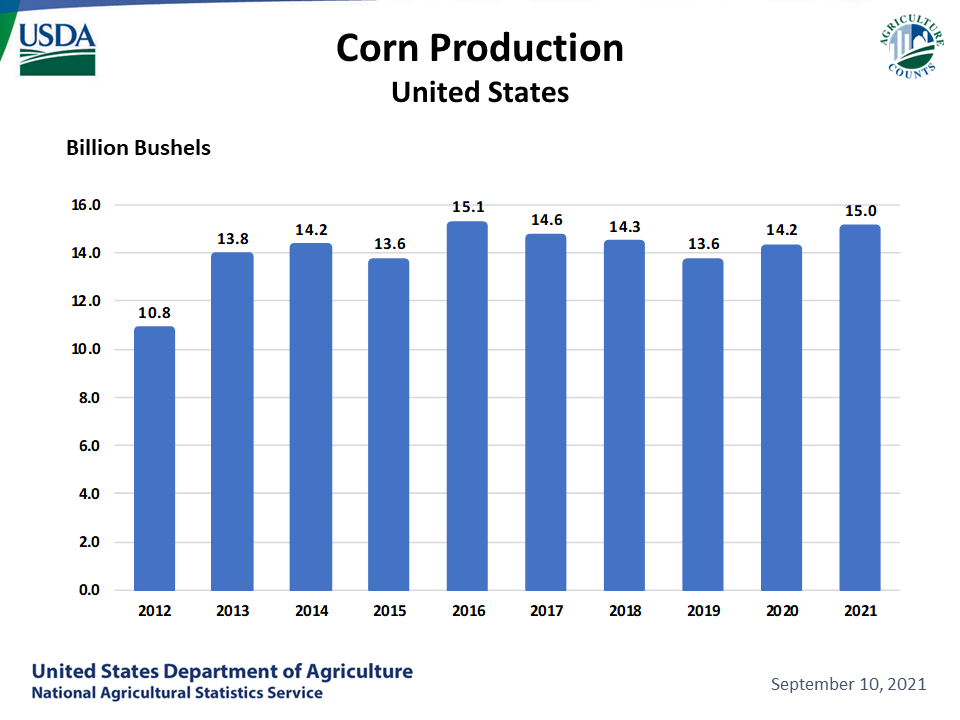 USDA
AGRICULTURE
COUNTS
Corn Production
United States
Billion Bushels
16.0
14.0
12.0
10.0
8.0
6.0
4.0
2.0
0.0
10.8
13.8
14.2
13.6
15.1
14.6
14.3
13.6
14.2
15.0
2012 2013 2014 2015 2016 2017 2018 2019 2020 2021
United States Department of Agriculture
National Agricultural Statistics Service
September 10, 2021